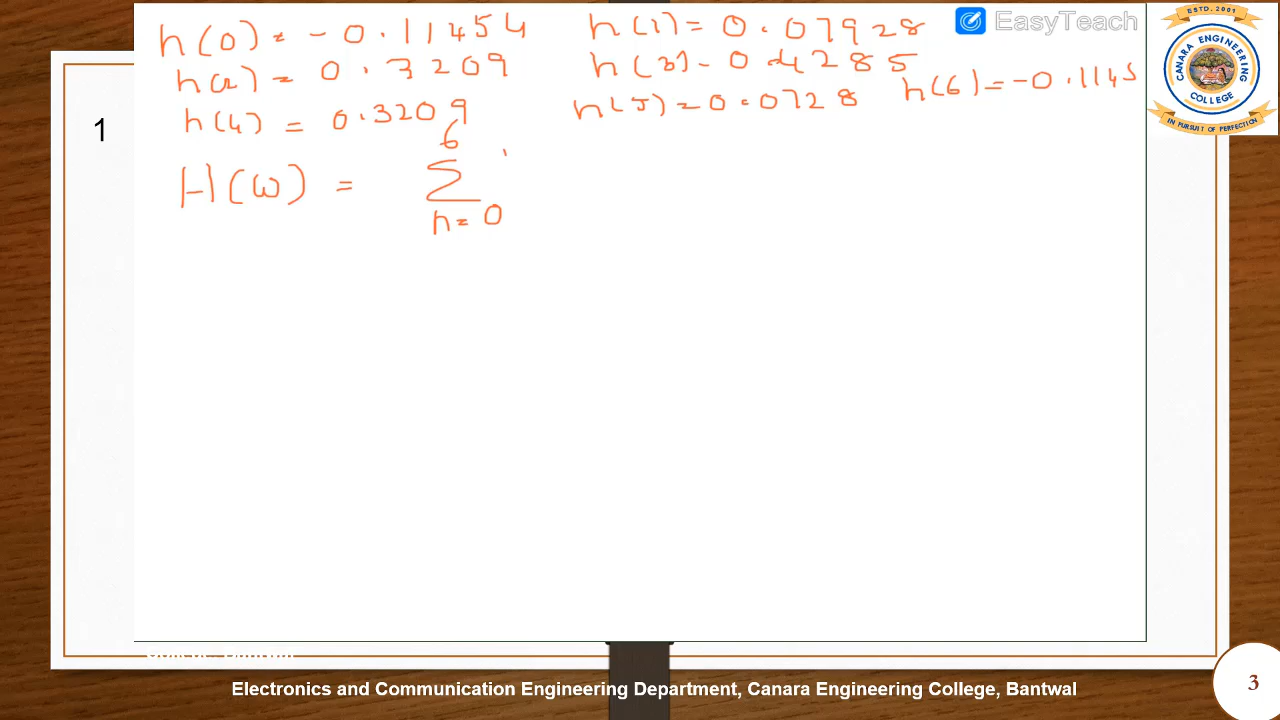 h(0) = -0.11454 h(1) = 0.07928
h(2) = 0.3209 h(3) - 0.4285
h(4) = 0.3209 h(5) = 0.0728 h(6) = -0.1145
H(ω) = 6 Σ n = 0
1
EasyTeach
ESTD. 2001
CANARA ENGINEERING COLLEGE
IN PURSUIT OF PERFECTION
Electronics and Communication Engineering Department, Canara Engineering College, Bantwal
3